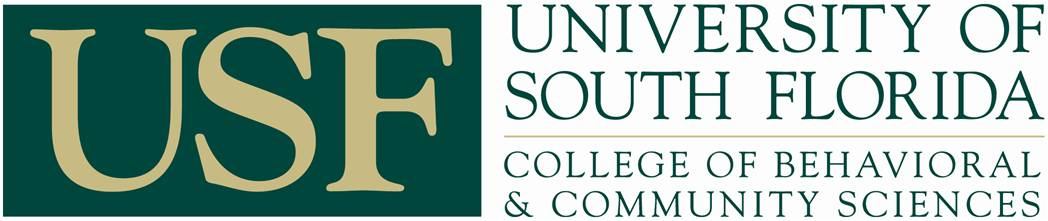 USF
UNIVERSITY OF
SOUTH FLORIDA
COLLEGE OF BEHAVIORAL
& COMMUNITY SCIENCES